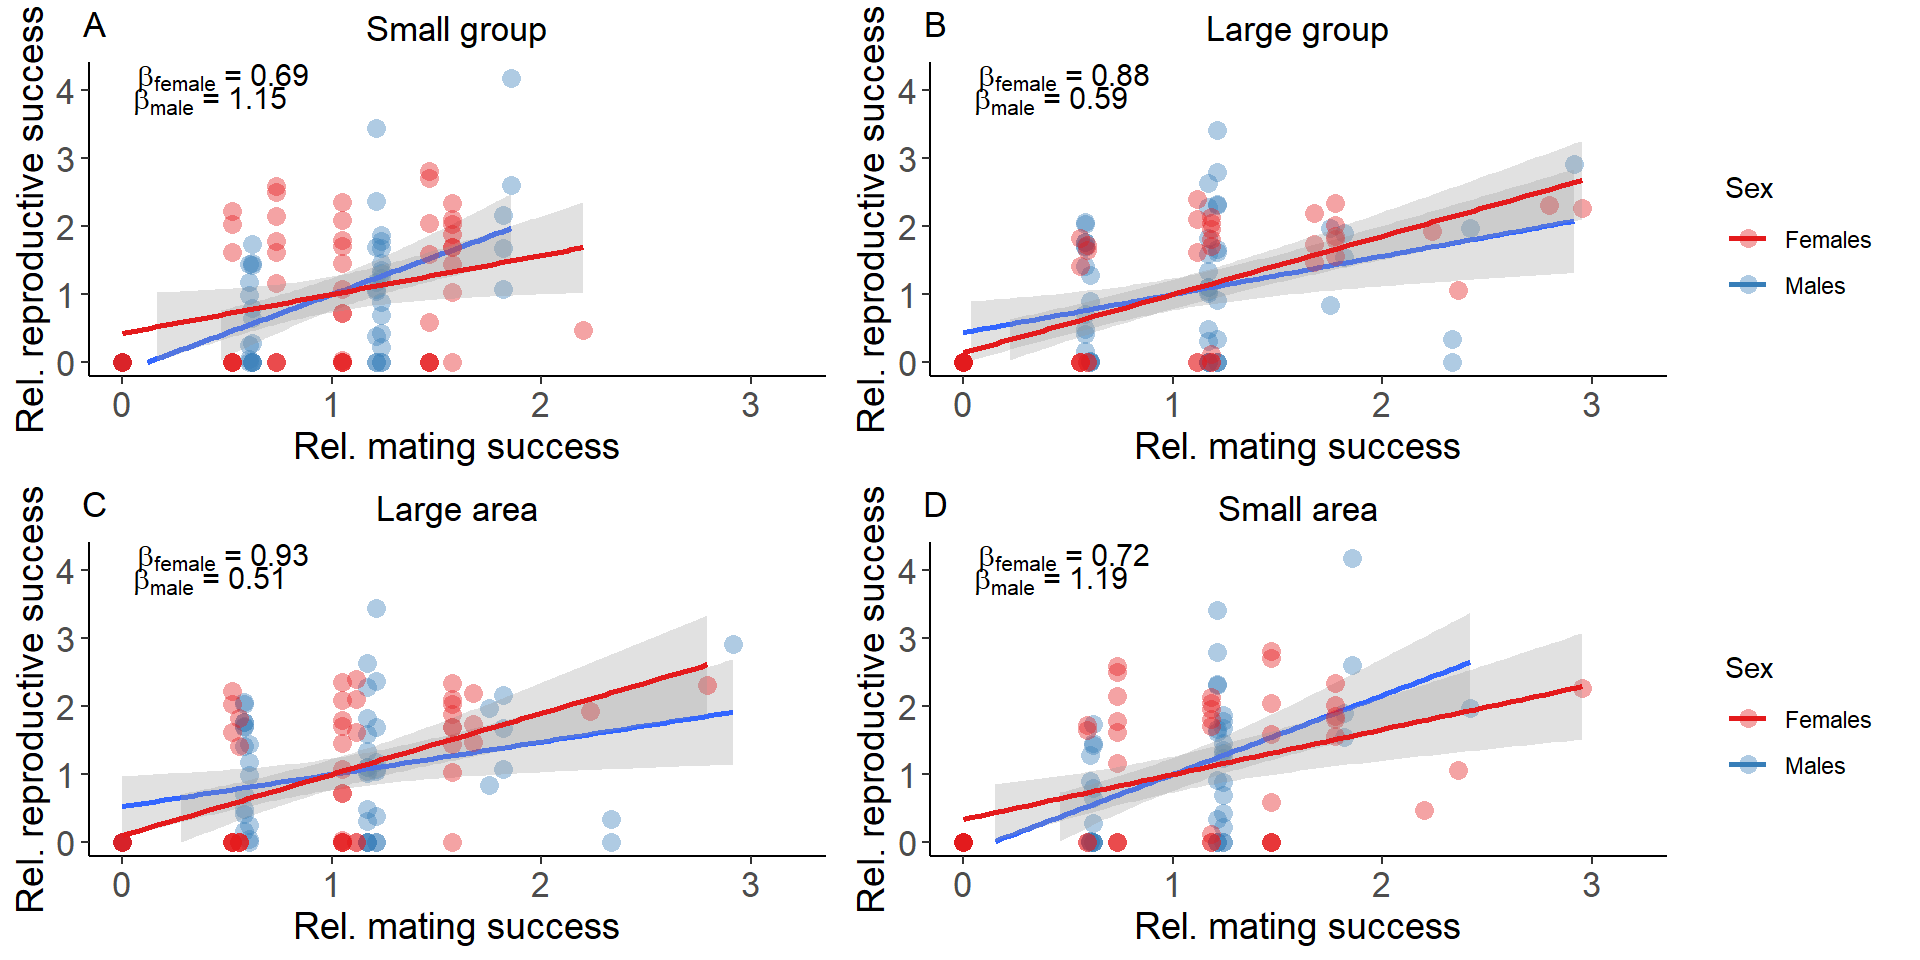 A
Small group
βfemale = 0.69
βmale = 1.15
Rel. reproductive success
4
3
2
1
0
0 1 2 3
Rel. mating success
B
Large group
βfemale = 0.88
βmale = 0.59
Rel. reproductive success
4
3
2
1
0
0 1 2 3
Rel. mating success
Sex
Females
Males
C
Large area
βfemale = 0.93
βmale = 0.51
Rel. reproductive success
4
3
2
1
0
0 1 2 3
Rel. mating success
D
Small area
βfemale = 0.72
βmale = 1.19
Rel. reproductive success
4
3
2
1
0
0 1 2 3
Rel. mating success
Sex
Females
Males